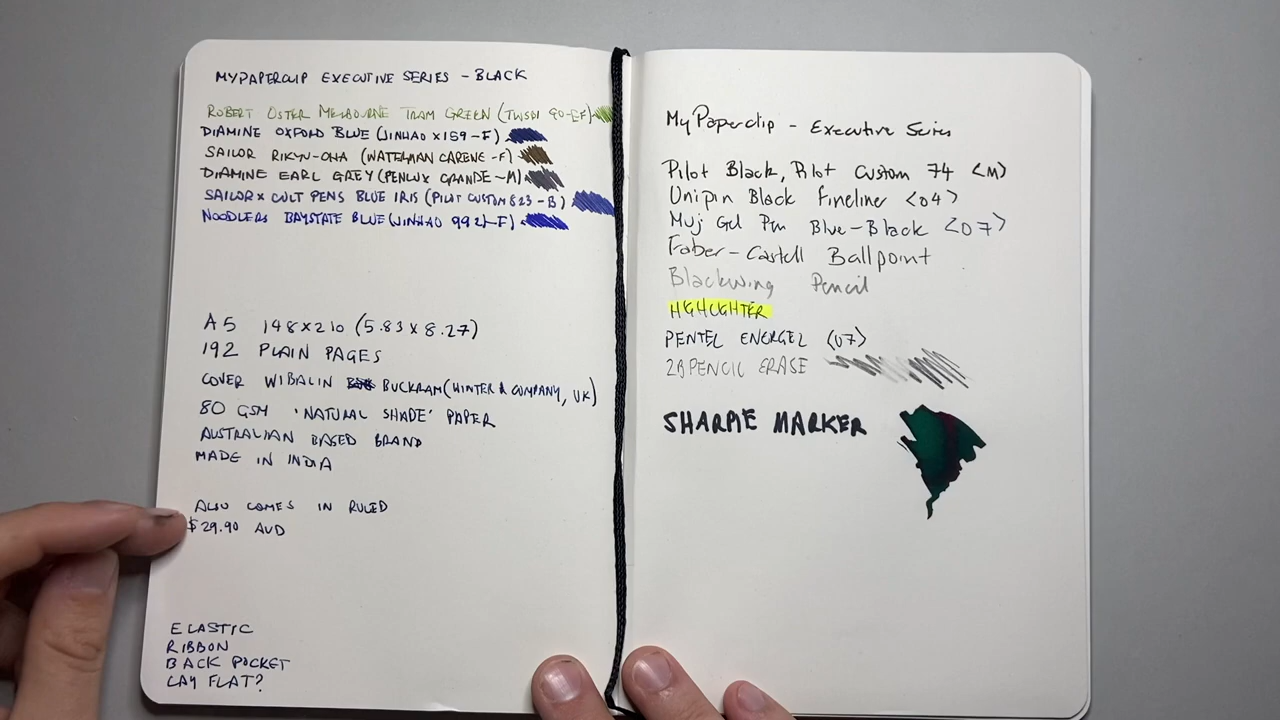 MYPAPERCLIP EXECUTIVE SERIES - BLACK
ROBERT OSTER MELBOURNE TRAM GREEN (TWSBI 90-EF)
DIAMINE OXFORD BLUE (JINHAO X159-F)
SAILOR RIKYU-CHA (WATERMAN CARENE-F)
DIAMINE EARL GREY (PENLUX GRANDE-M)
SAILOR X CULT PENS BLUE IRIS (PILOT CUSTOM 823-B)
NOODLERS BAYSTATE BLUE (JINHAO 992-F)
A5 148x210 (5.83 x 8.27)
192 PLAIN PAGES
COVER WIBALIN BUCKRAM (WINTER & COMPANY, UK)
80 GSM 'NATURAL SHADE' PAPER
AUSTRALIAN BASED BRAND
MADE IN INDIA
ALSO COMES IN RULED
$29.90 AUD
ELASTIC
RIBBON
BACK POCKET
LAY FLAT?
MyPaperclip - Executive Series
Pilot Black, Pilot Custom 74 <M>
Unipin Black Fineliner <04>
Muji Gel Pen Blue-Black <07>
Faber-Castell Ballpoint
Blackwing Pencil
HIGHLIGHTER
PENTEL ENERGEL <07>
2B PENCIL ERASE
SHARPIE MARKER